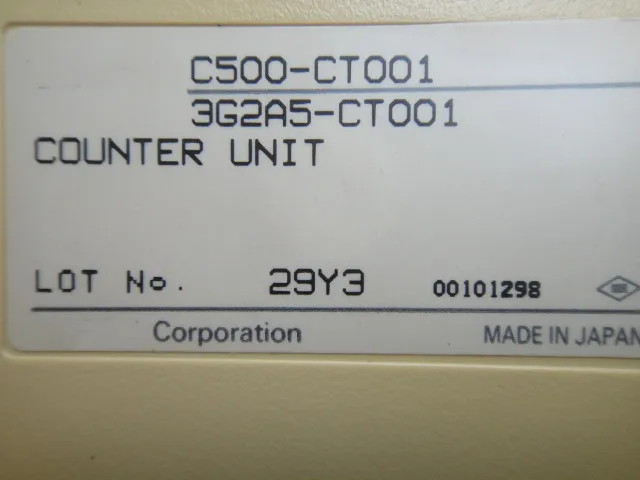 C500-CT001
3G2A5-CT001
COUNTER UNIT
LOT No. 29Y3 00101298
Corporation MADE IN JAPAN